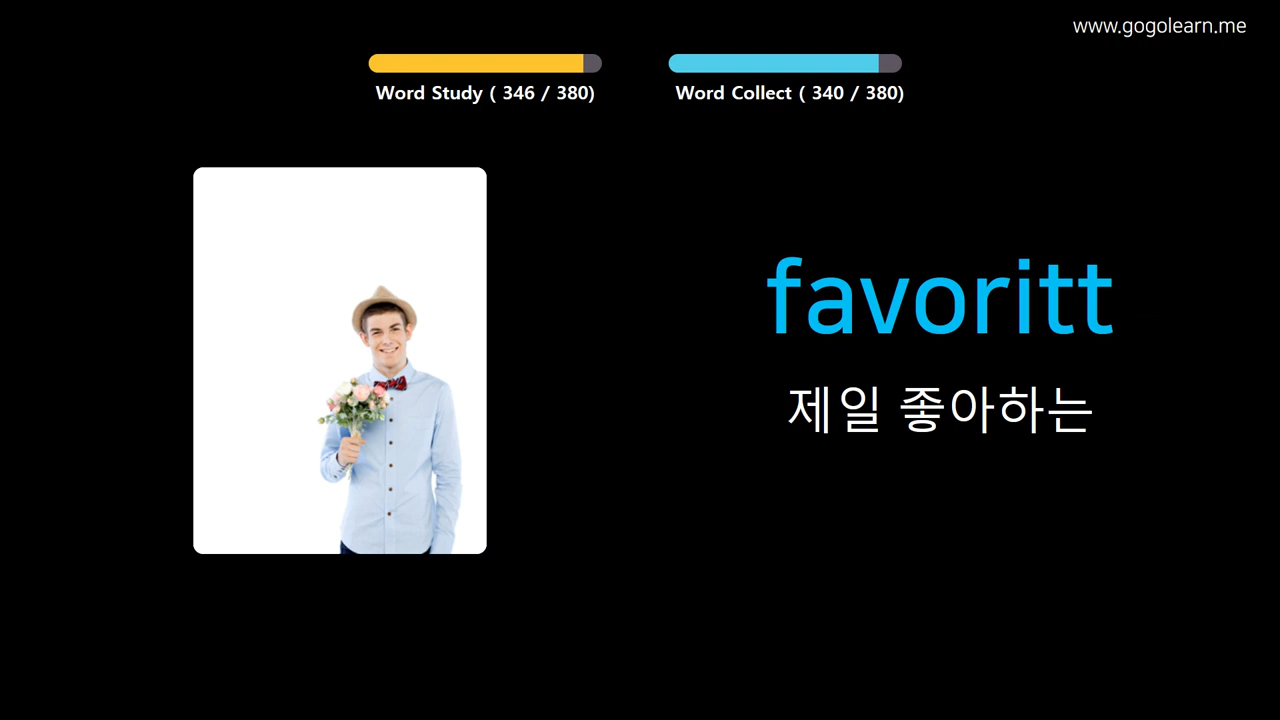 www.gogolearn.me
Word Study ( 346 / 380)
Word Collect ( 340 / 380)
favoritt
제일 좋아하는